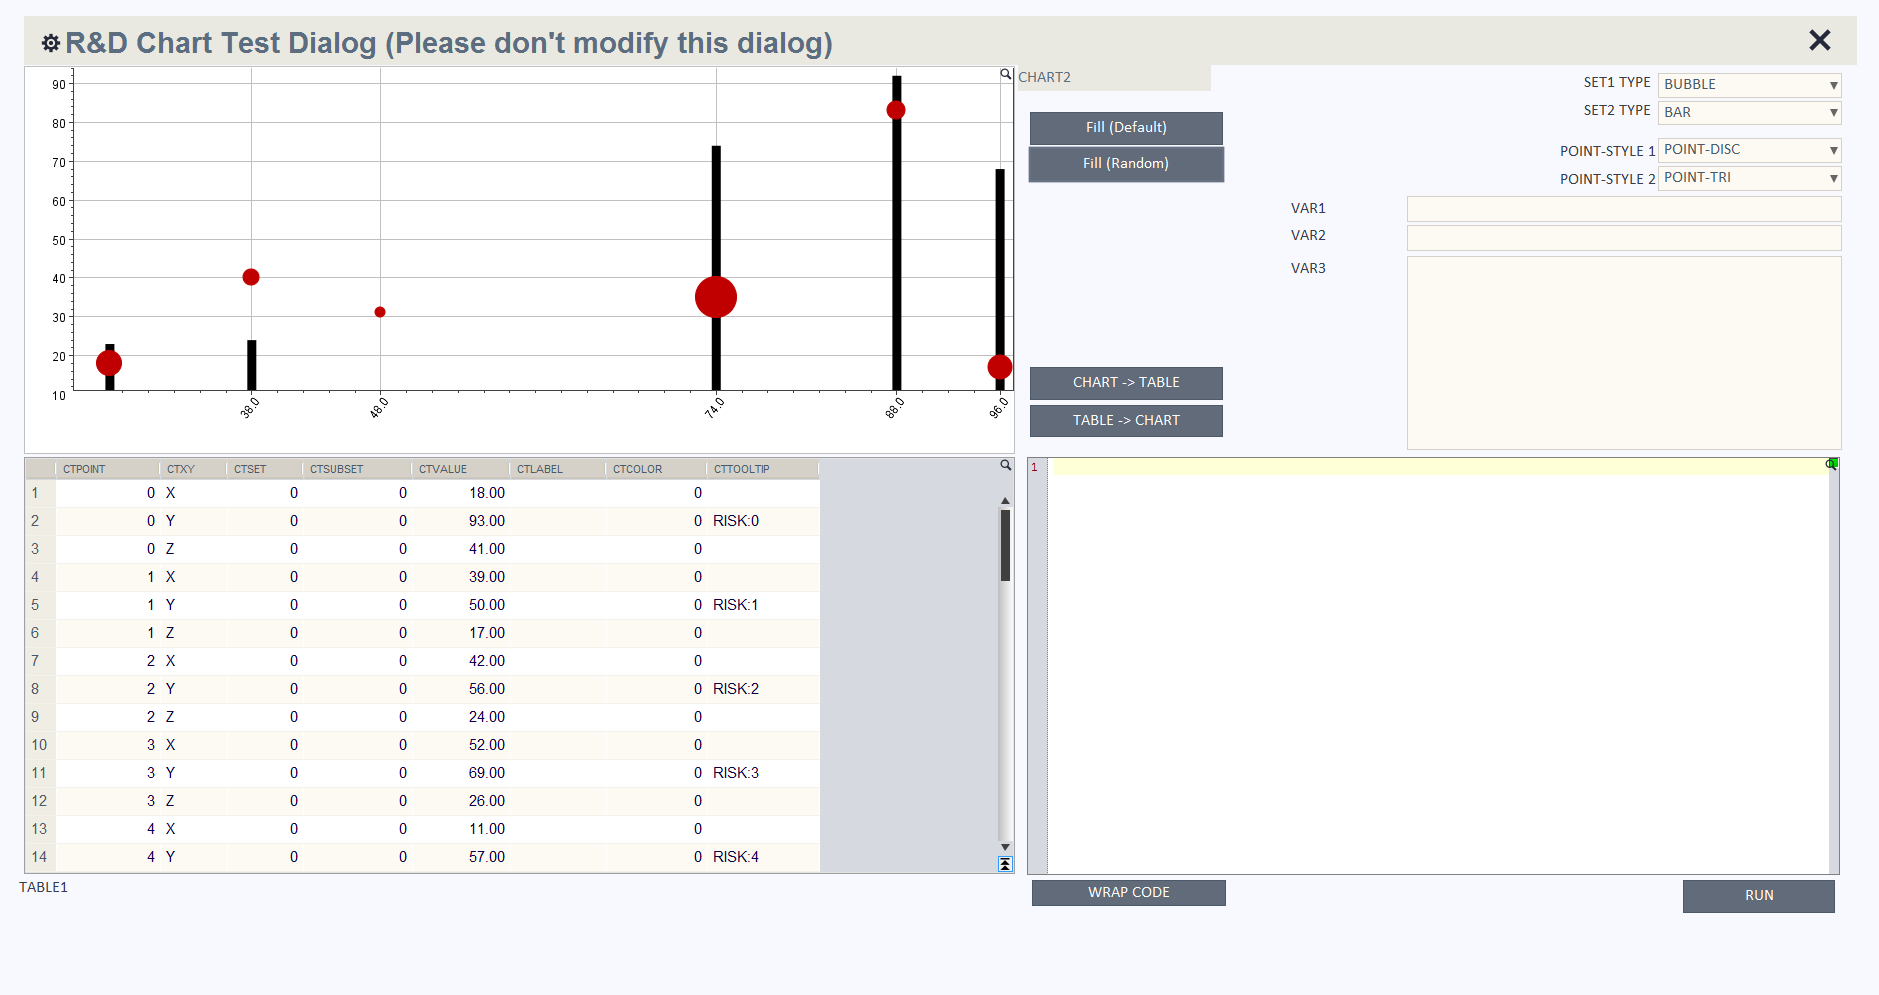 R&D Chart Test Dialog (Please don't modify this dialog)
90
80
70
60
50
40
30
20
10
38.0 48.0 74.0 88.0 96.0
CHART2
Fill (Default)
Fill (Random)
CHART -> TABLE
TABLE -> CHART
SET1 TYPE BUBBLE
SET2 TYPE BAR
POINT-STYLE 1 POINT-DISC
POINT-STYLE 2 POINT-TRI
VAR1
VAR2
VAR3
CTPOINT CTXY CTSET CTSUBSET CTVALUE CTLABEL CTCOLOR CTTOOLTIP
1 0 X 0 0 18.00 0
2 0 Y 0 0 93.00 0 RISK:0
3 0 Z 0 0 41.00 0
4 1 X 0 0 39.00 0
5 1 Y 0 0 50.00 0 RISK:1
6 1 Z 0 0 17.00 0
7 2 X 0 0 42.00 0
8 2 Y 0 0 56.00 0 RISK:2
9 2 Z 0 0 24.00 0
10 3 X 0 0 52.00 0
11 3 Y 0 0 69.00 0 RISK:3
12 3 Z 0 0 26.00 0
13 4 X 0 0 11.00 0
14 4 Y 0 0 57.00 0 RISK:4
TABLE1
1
WRAP CODE
RUN